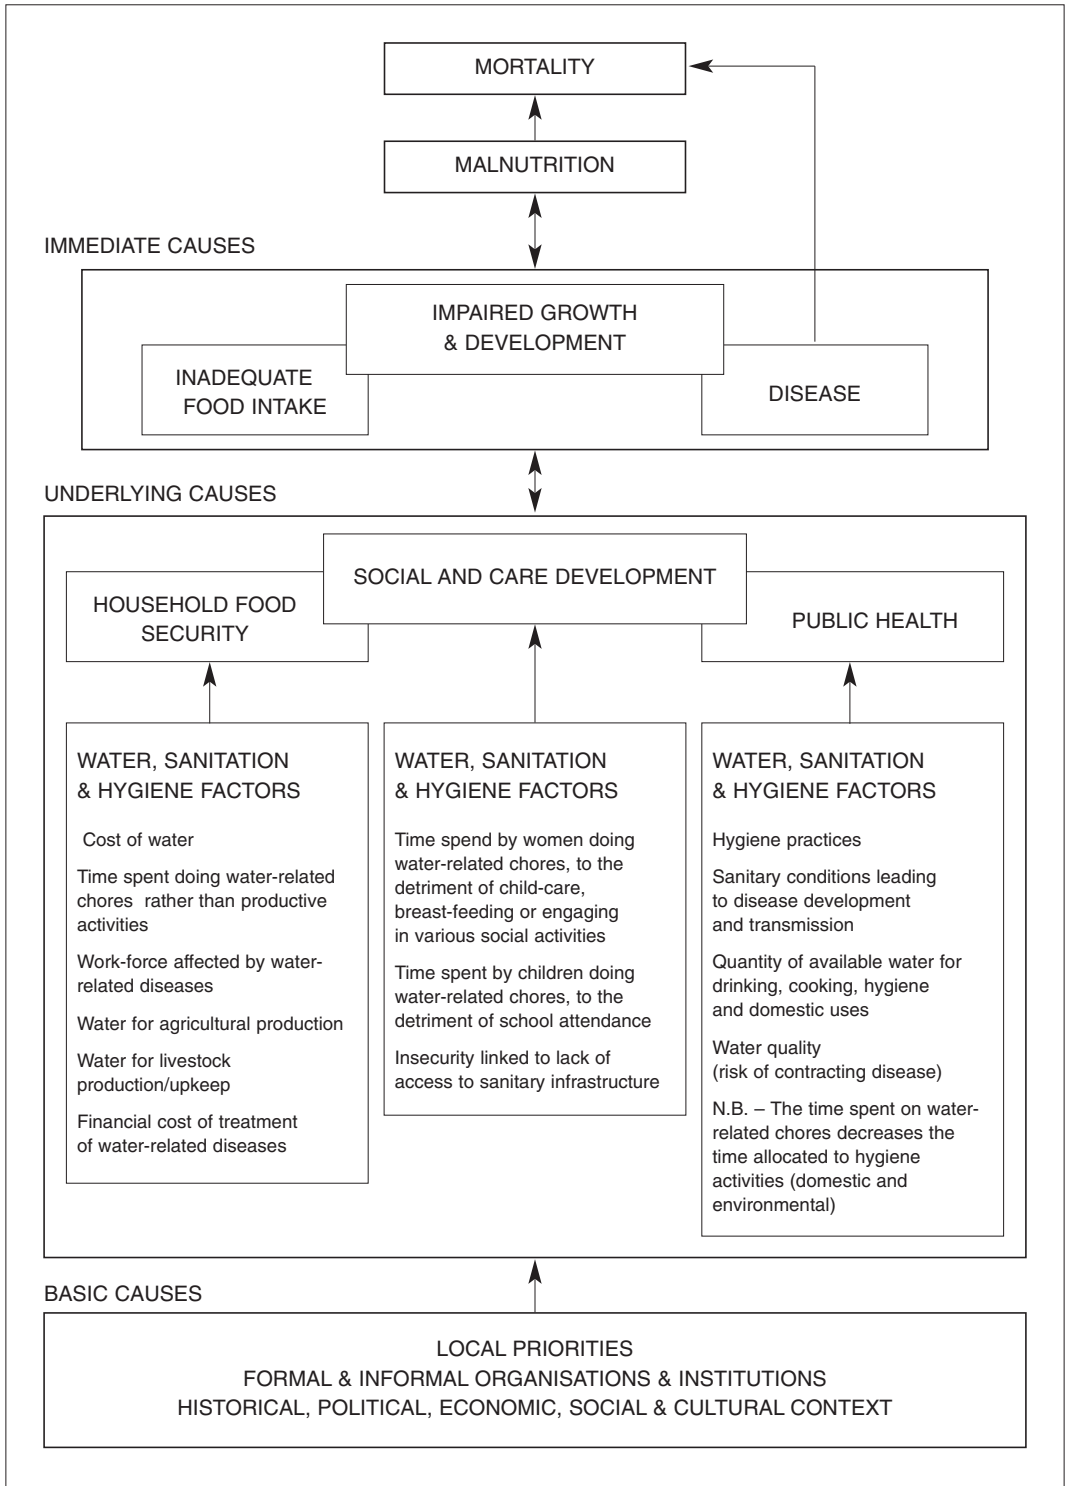 MORTALITY
MALNUTRITION
IMMEDIATE CAUSES
IMPAIRED GROWTH
& DEVELOPMENT
INADEQUATE
FOOD INTAKE
DISEASE
UNDERLYING CAUSES
SOCIAL AND CARE DEVELOPMENT
HOUSEHOLD FOOD
SECURITY
PUBLIC HEALTH
WATER, SANITATION
& HYGIENE FACTORS
Cost of water
Time spent doing water-related
chores rather than productive
activities
Work-force affected by water-
related diseases
Water for agricultural production
Water for livestock
production/upkeep
Financial cost of treatment
of water-related diseases
WATER, SANITATION
& HYGIENE FACTORS
Time spend by women doing
water-related chores, to the
detriment of child-care,
breast-feeding or engaging
in various social activities
Time spent by children doing
water-related chores, to the
detriment of school attendance
Insecurity linked to lack of
access to sanitary infrastructure
WATER, SANITATION
& HYGIENE FACTORS
Hygiene practices
Sanitary conditions leading
to disease development
and transmission
Quantity of available water for
drinking, cooking, hygiene
and domestic uses
Water quality
(risk of contracting disease)
N.B. – The time spent on water-
related chores decreases the
time allocated to hygiene
activities (domestic and
environmental)
BASIC CAUSES
LOCAL PRIORITIES
FORMAL & INFORMAL ORGANISATIONS & INSTITUTIONS
HISTORICAL, POLITICAL, ECONOMIC, SOCIAL & CULTURAL CONTEXT